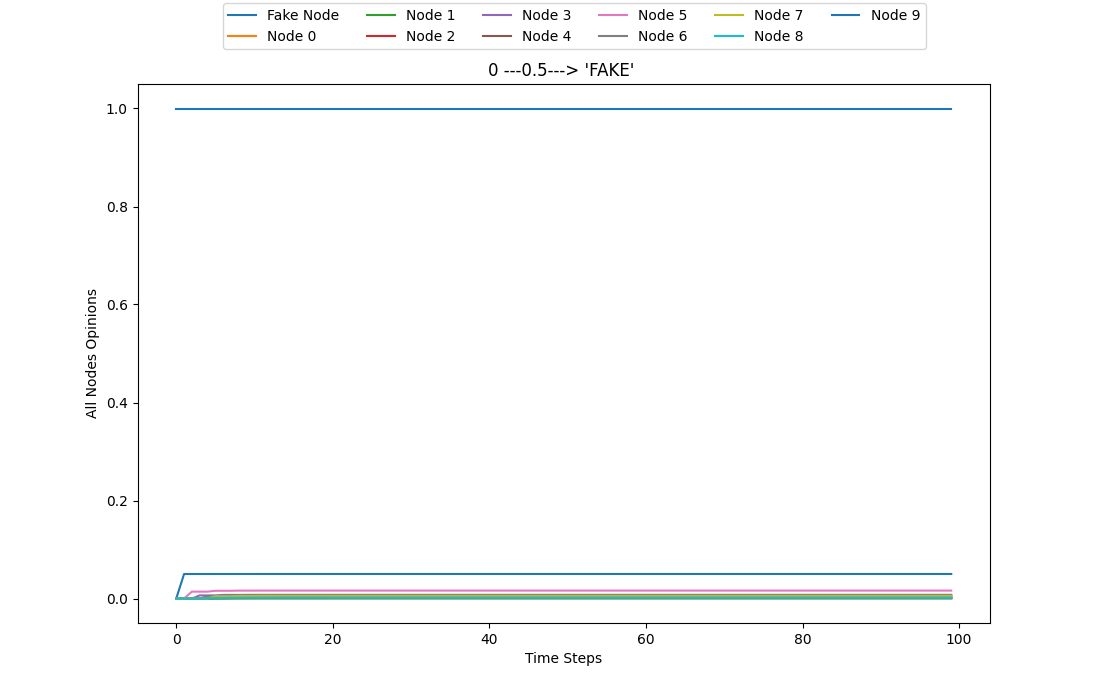 Fake Node Node 1 Node 3 Node 5 Node 7 Node 9
Node 0 Node 2 Node 4 Node 6 Node 8
0 ---0.5---> 'FAKE'
1.0
0.8
0.6
0.4
0.2
0.0
All Nodes Opinions
0 20 40 60 80 100
Time Steps